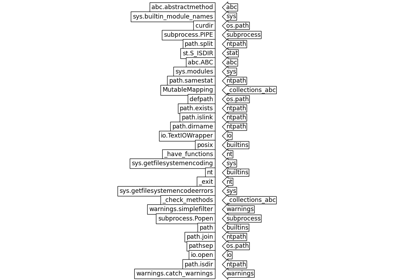 abc.abstractmethod abc
sys.builtin_module_names sys
curdir os.path
subprocess.PIPE subprocess
path.split ntpath
st.S_ISDIR stat
abc.ABC abc
sys.modules sys
path.samestat ntpath
MutableMapping _collections_abc
defpath os.path
path.exists ntpath
path.islink ntpath
path.dirname ntpath
io.TextIOWrapper io
posix builtins
_have_functions nt
sys.getfilesystemencoding sys
nt builtins
_exit nt
sys.getfilesystemencodeerrors sys
_check_methods _collections_abc
warnings.simplefilter warnings
subprocess.Popen subprocess
path builtins
path.join ntpath
pathsep os.path
io.open io
path.isdir ntpath
warnings.catch_warnings warnings